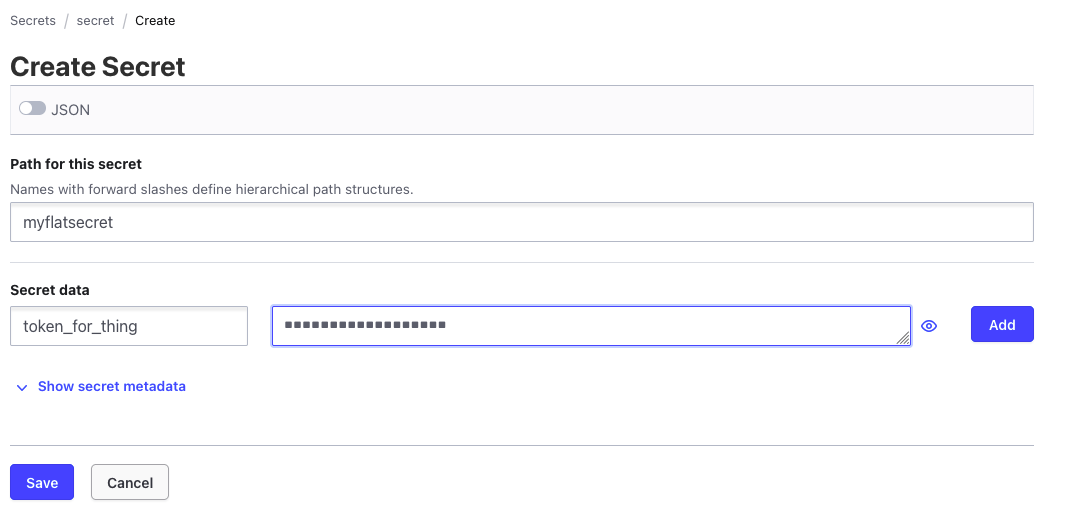 Secrets / secret / Create
Create Secret
JSON
Path for this secret
Names with forward slashes define hierarchical path structures.
myflatsecret
Secret data
token_for_thing
Add
Show secret metadata
Save Cancel